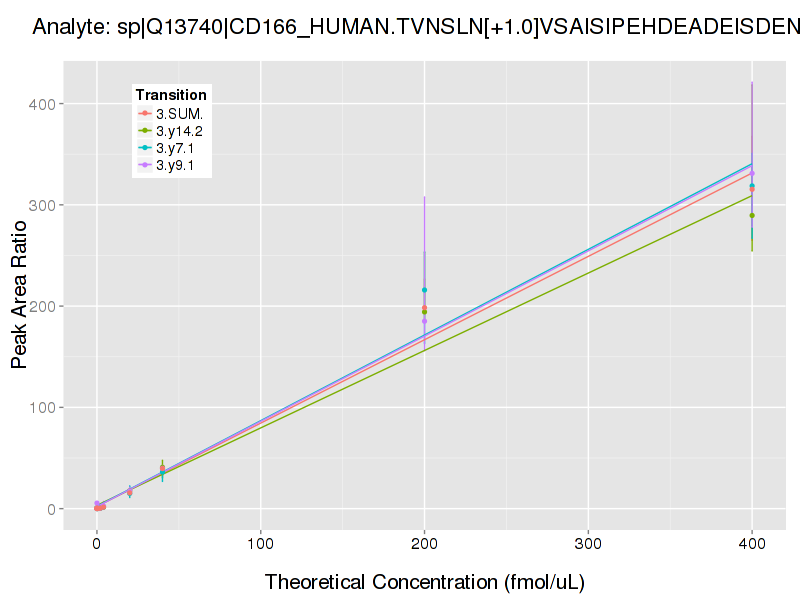 Analyte: sp|Q13740|CD166_HUMAN.TVNSLN[+1.0]VSAISIPEHDEADEISDEN
Transition
3.SUM.
3.y14.2
3.y7.1
3.y9.1
400
300
200
100
0
Peak Area Ratio
0 100 200 300 400
Theoretical Concentration (fmol/uL)